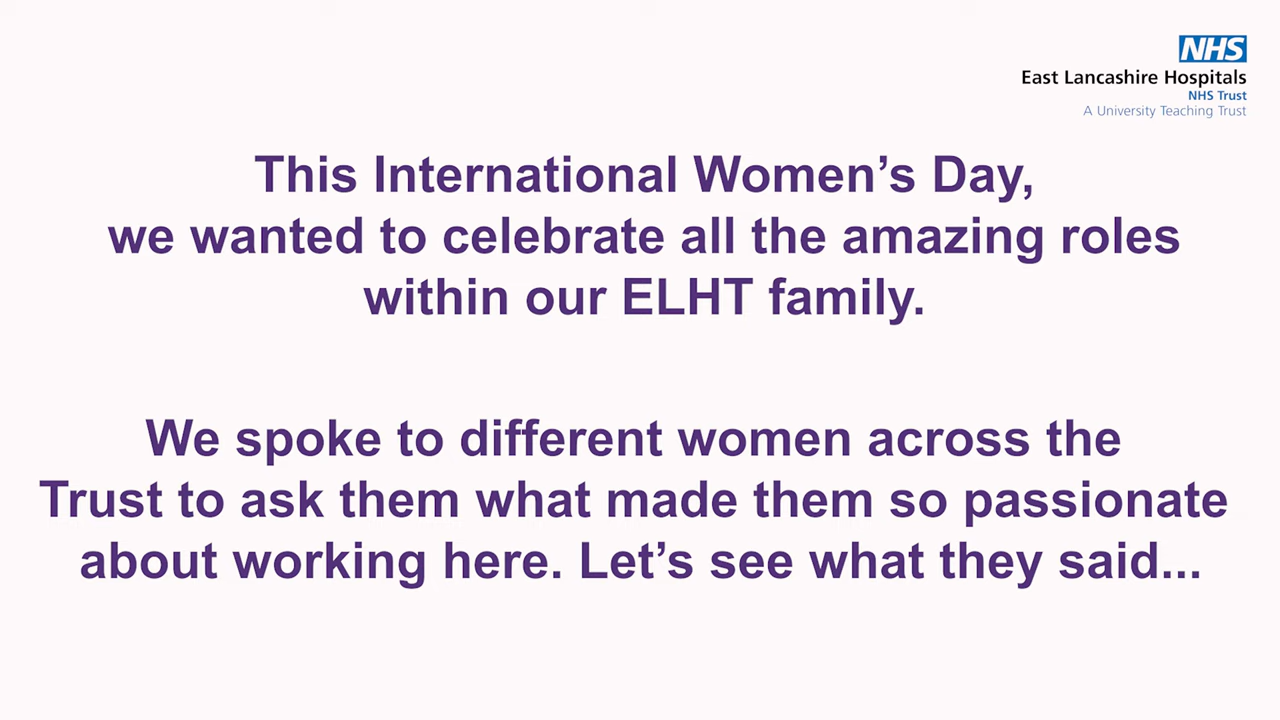 NHS
East Lancashire Hospitals
NHS Trust
A University Teaching Trust
This International Women’s Day,
we wanted to celebrate all the amazing roles
within our ELHT family.
We spoke to different women across the
Trust to ask them what made them so passionate
about working here. Let’s see what they said...